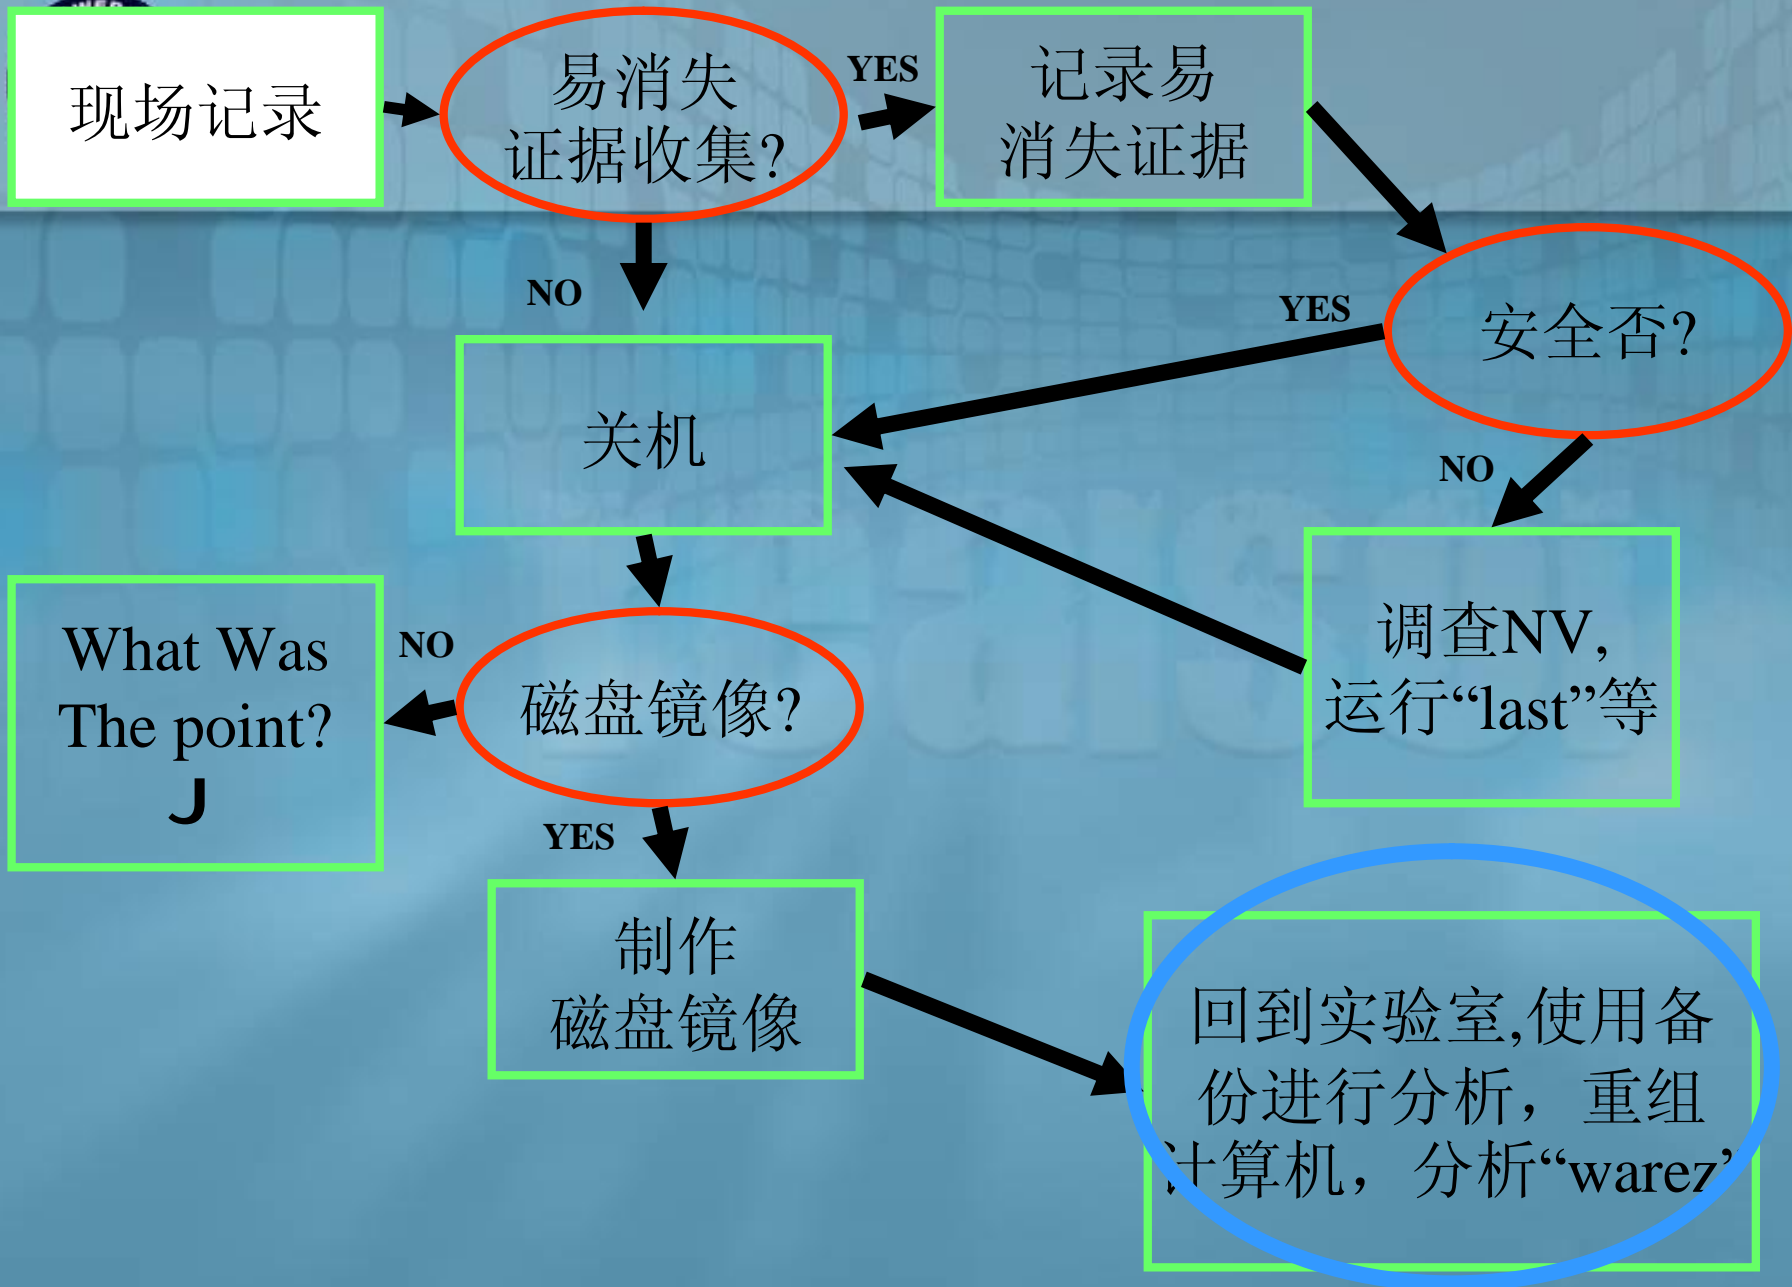 现场记录
易消失
证据收集?
YES
记录易
消失证据
NO
YES
安全否?
关机
NO
调查NV,
运行“last”等
What Was
The point?
J
NO
磁盘镜像?
YES
制作
磁盘镜像
回到实验室,使用备
份进行分析，重组
计算机，分析“warez”